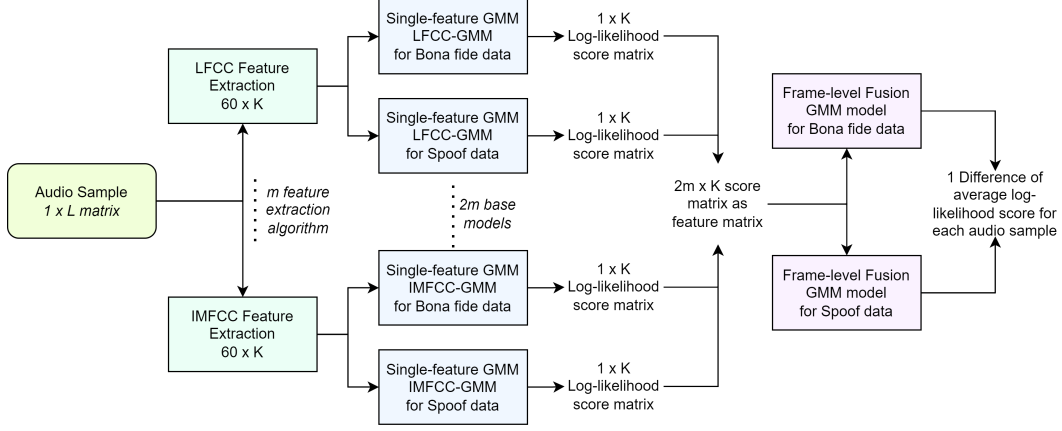 Audio Sample
1 x L matrix
LFCC Feature
Extraction
60 x K
m feature
extraction
algorithm
IMFCC Feature
Extraction
60 x K
Single-feature GMM
LFCC-GMM
for Bona fide data
Single-feature GMM
LFCC-GMM
for Spoof data
2m base
models
Single-feature GMM
IMFCC-GMM
for Bona fide data
Single-feature GMM
IMFCC-GMM
for Spoof data
1 x K
Log-likelihood
score matrix
1 x K
Log-likelihood
score matrix
1 x K
Log-likelihood
score matrix
1 x K
Log-likelihood
score matrix
2m x K score
matrix as
feature matrix
Frame-level Fusion
GMM model
for Bona fide data
Frame-level Fusion
GMM model
for Spoof data
1 Difference of
average log-
likelihood score for
each audio sample